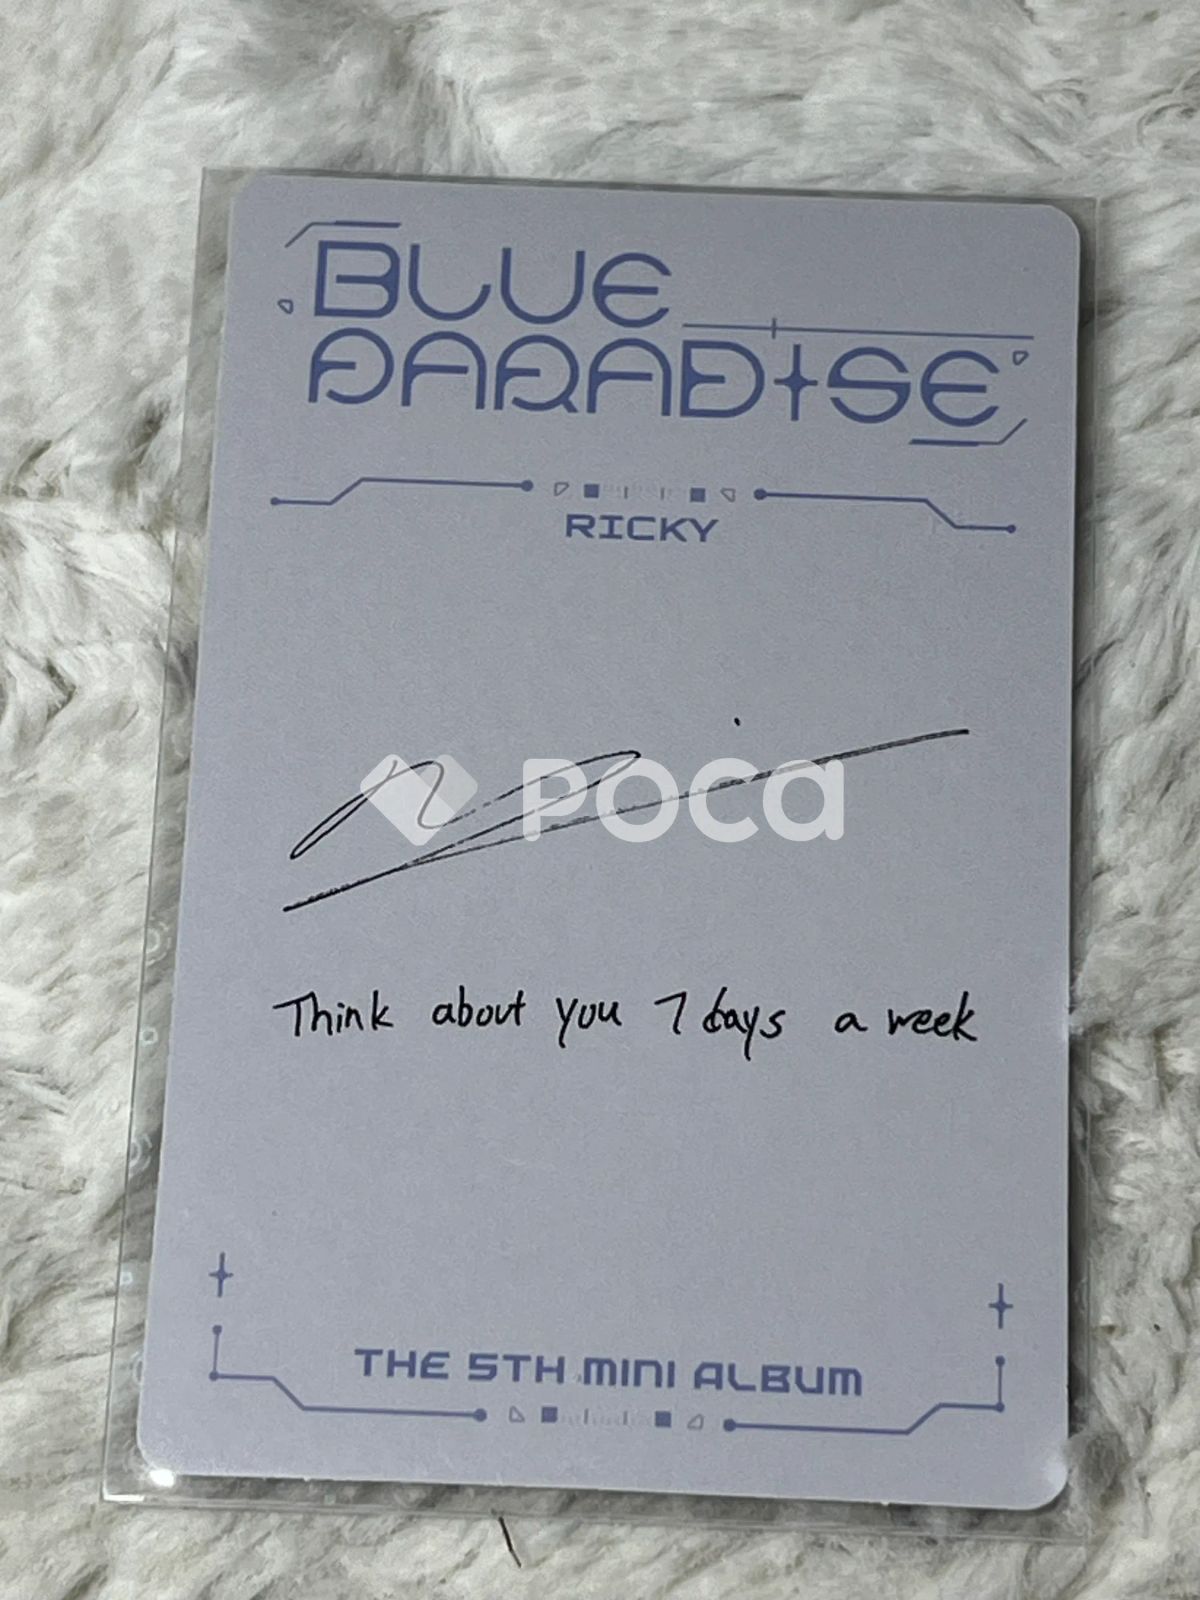 BLUE
PARADISE
RICKY
poca
Think about you 7 days a week
THE 5TH MINI ALBUM